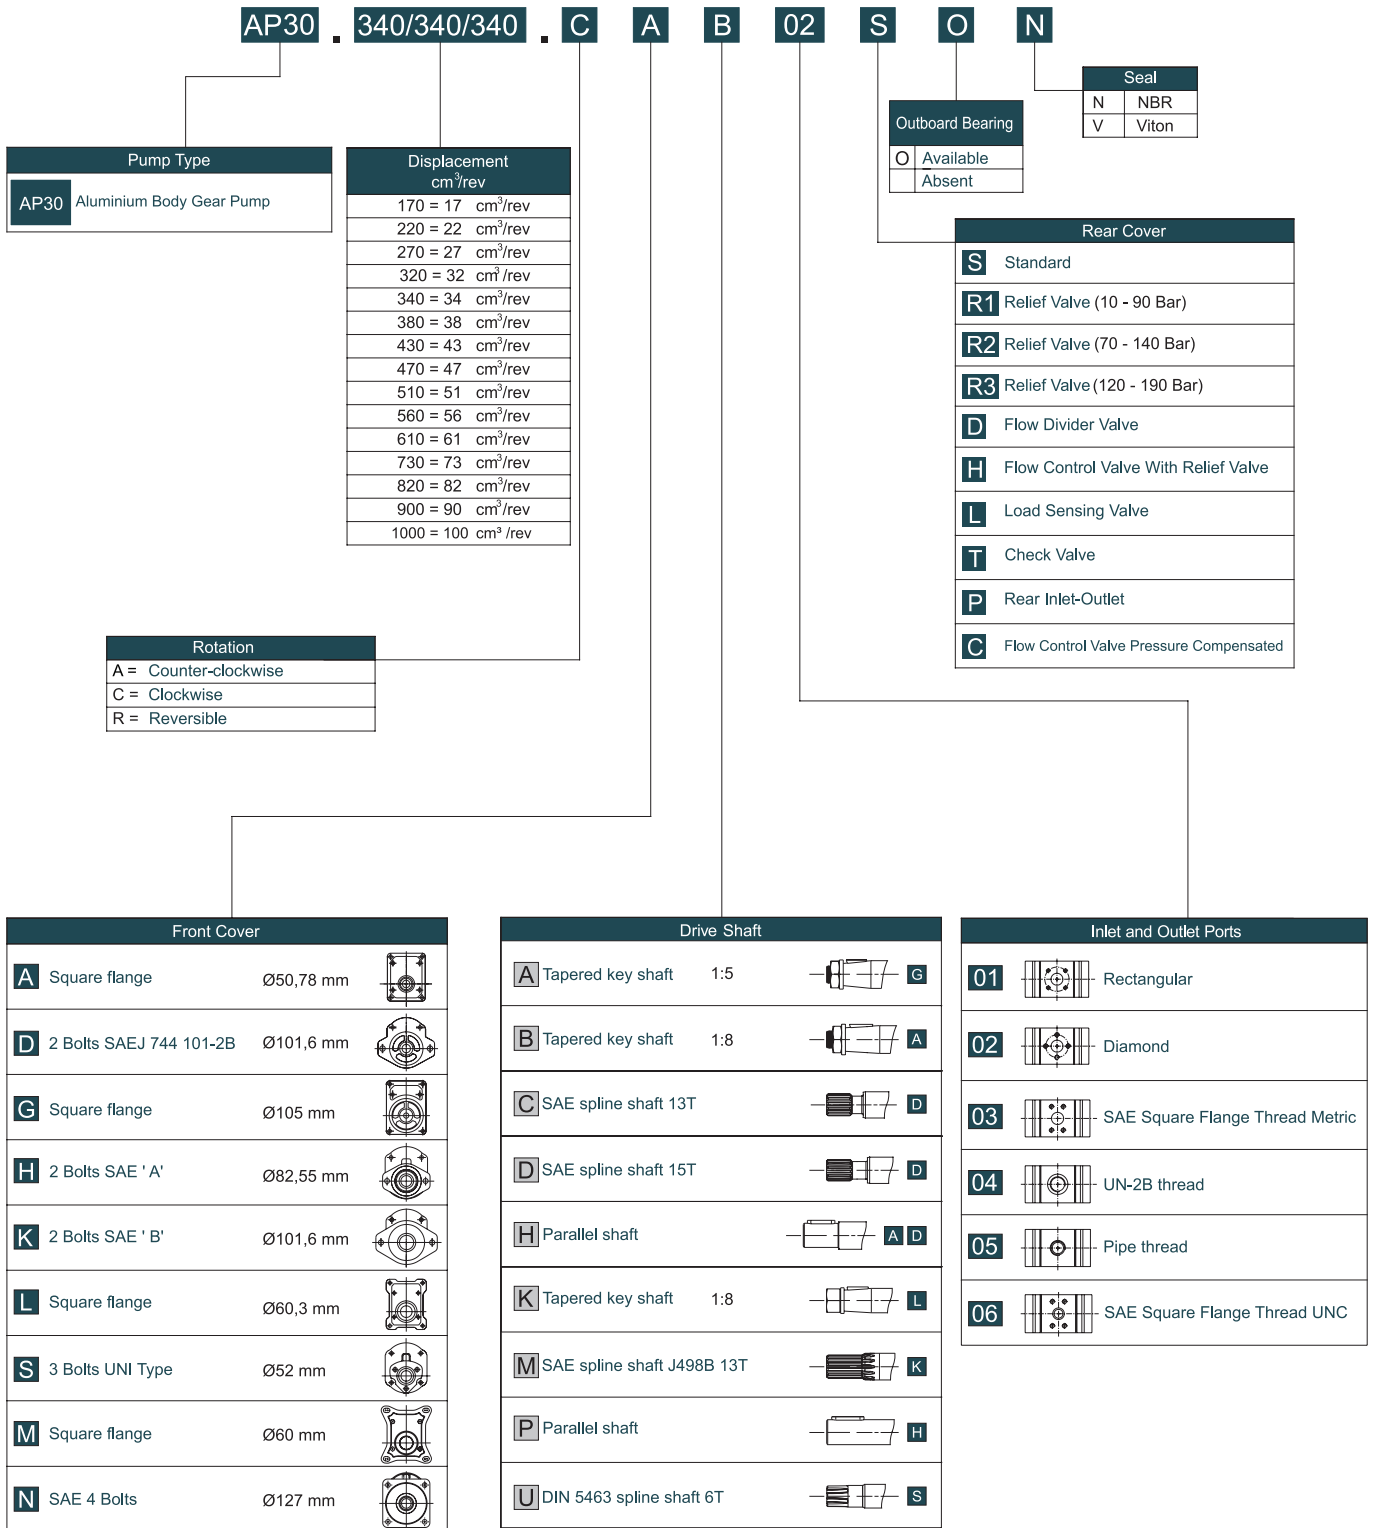 AP30 . 340/340/340 . C A B 02 S O N
Seal
N NBR
V Viton
Outboard Bearing
O Available
Absent
Pump Type
AP30 Aluminium Body Gear Pump
Displacement
cm³/rev
170 = 17 cm³/rev
220 = 22 cm³/rev
270 = 27 cm³/rev
320 = 32 cm³/rev
340 = 34 cm³/rev
380 = 38 cm³/rev
430 = 43 cm³/rev
470 = 47 cm³/rev
510 = 51 cm³/rev
560 = 56 cm³/rev
610 = 61 cm³/rev
730 = 73 cm³/rev
820 = 82 cm³/rev
900 = 90 cm³/rev
1000 = 100 cm³ /rev
Rear Cover
S Standard
R1 Relief Valve (10 - 90 Bar)
R2 Relief Valve (70 - 140 Bar)
R3 Relief Valve (120 - 190 Bar)
D Flow Divider Valve
H Flow Control Valve With Relief Valve
L Load Sensing Valve
T Check Valve
P Rear Inlet-Outlet
C Flow Control Valve Pressure Compensated
Rotation
A = Counter-clockwise
C = Clockwise
R = Reversible
Front Cover
A Square flange Ø50,78 mm
D 2 Bolts SAEJ 744 101-2B Ø101,6 mm
G Square flange Ø105 mm
H 2 Bolts SAE ' A' Ø82,55 mm
K 2 Bolts SAE ' B' Ø101,6 mm
L Square flange Ø60,3 mm
S 3 Bolts UNI Type Ø52 mm
M Square flange Ø60 mm
N SAE 4 Bolts Ø127 mm
Drive Shaft
A Tapered key shaft 1:5 G
B Tapered key shaft 1:8 A
C SAE spline shaft 13T D
D SAE spline shaft 15T D
H Parallel shaft A D
K Tapered key shaft 1:8 L
M SAE spline shaft J498B 13T K
P Parallel shaft H
U DIN 5463 spline shaft 6T S
Inlet and Outlet Ports
01 Rectangular
02 Diamond
03 SAE Square Flange Thread Metric
04 UN-2B thread
05 Pipe thread
06 SAE Square Flange Thread UNC